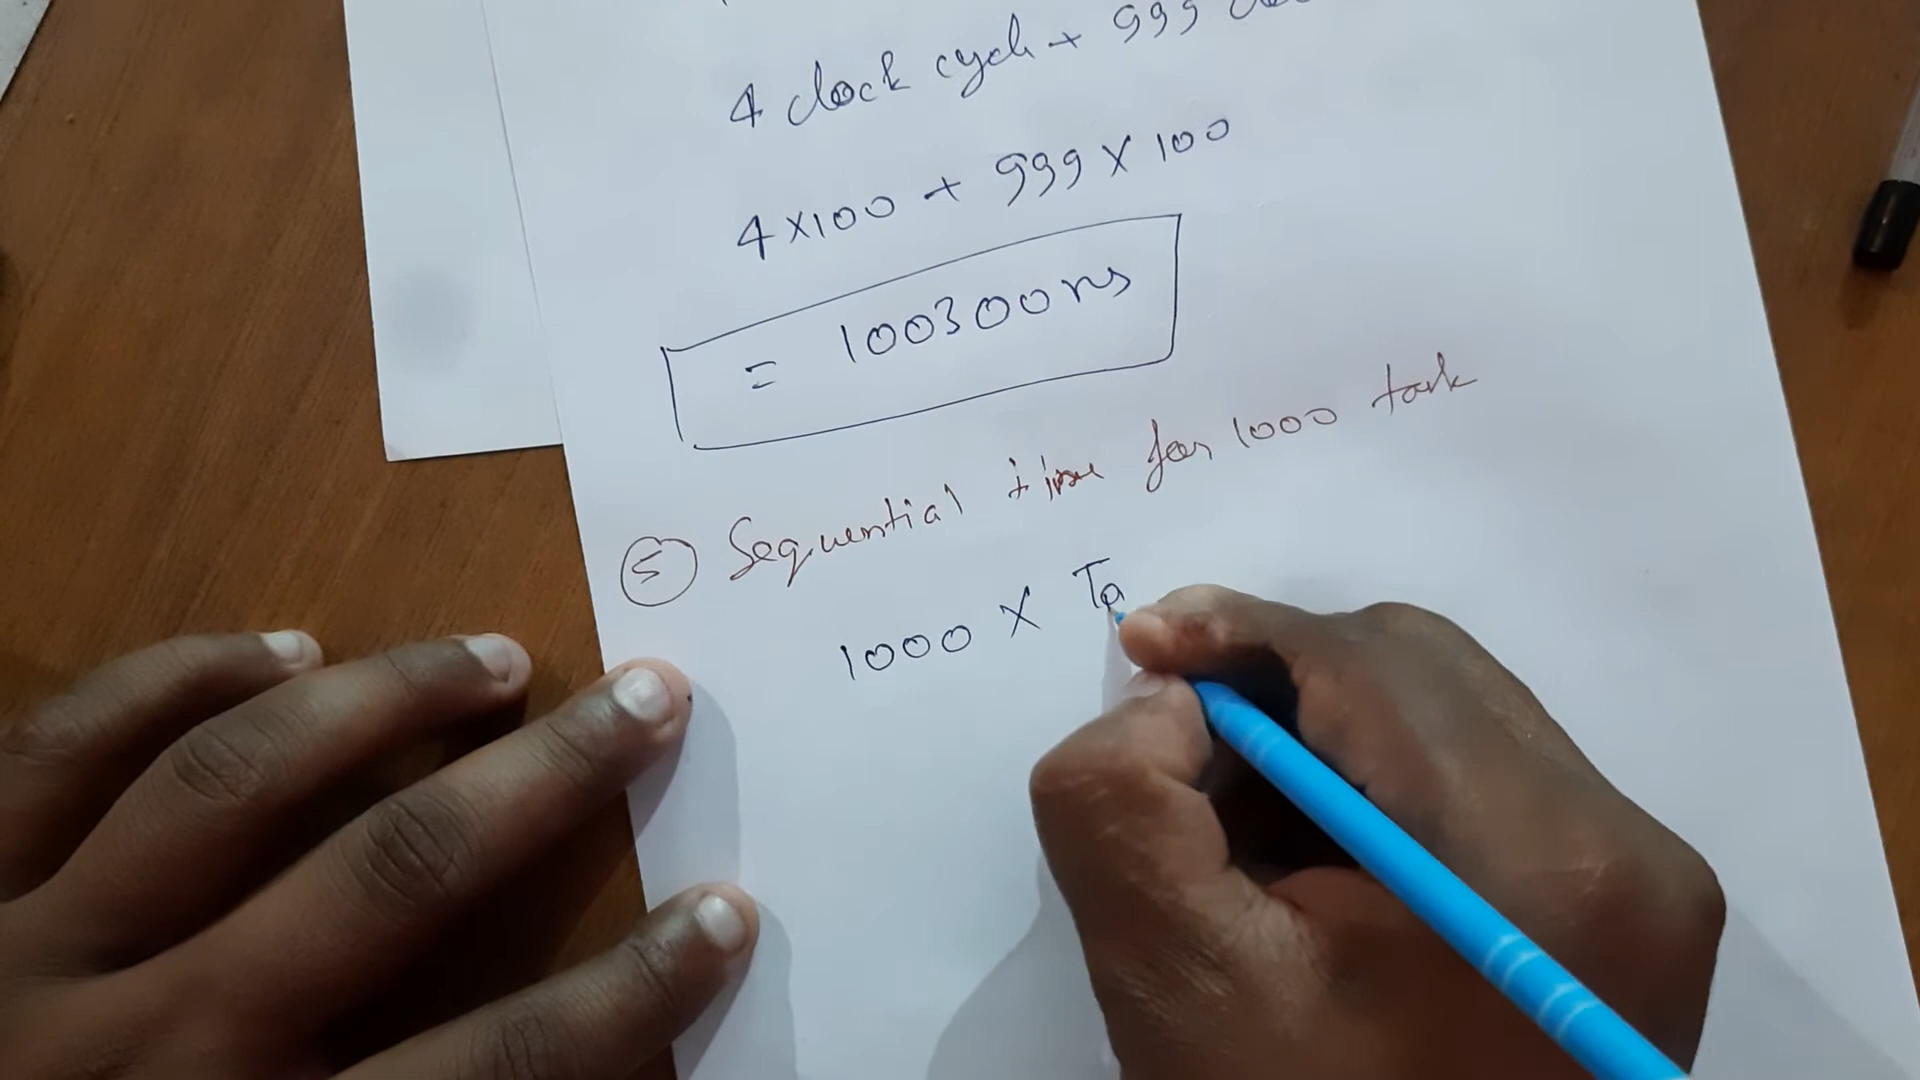 4 clock cycle + 999
4 x 100 + 999 X 100
= 100300 ns
5 Sequential time for 1000 task
1000 X Ta